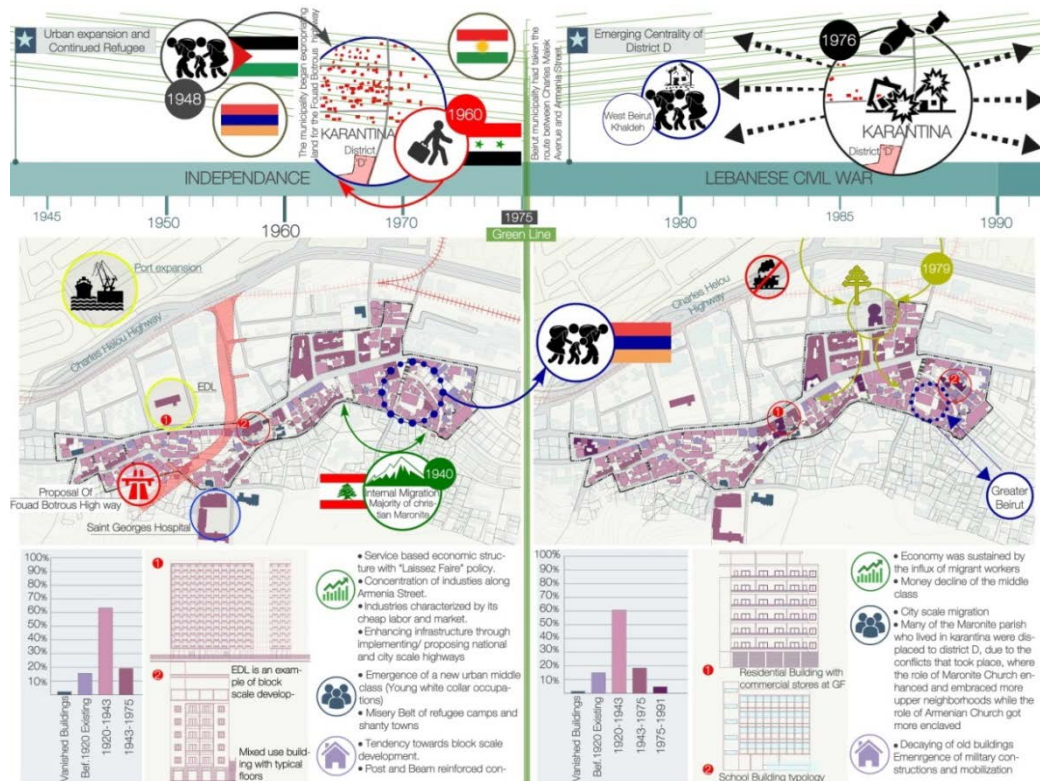 Urban expansion and
Continued Refugee
1948
The municipality began expropriating
land for the Fouad Botrous highway
KARANTINA
District
"D"
1960
INDEPENDANCE
1945
1950
1960
1970
1975
Green Line
Beirut municipality had taken the
route between Charles Malek
Avenue and Armenia Street.
Emerging Centrality of
District D
West Beirut
Khaldeh
1976
KARANTINA
District "D"
LEBANESE CIVIL WAR
1980
1985
1990
Port expansion
Charles Helou Highway
EDL
1
2
Proposal Of
Fouad Botrous High way
Saint Georges Hospital
1940
Internal Migration
Majority of chris-
tian Maronite
Charles Helou
Highway
1979
1
2
Greater
Beirut
100%
90%
80%
70%
60%
50%
40%
30%
20%
10%
Vanished Buildings
Bef.1920 Existing
1920-1943
1943-1975
1
2
EDL is an exam-
ple of block
scale develop-
Mixed use build-
ing with typical
floors
• Service based economic struc-
ture with "Laissez Faire" policy.
• Concentration of industies along
Armenia Street.
• Industries characterized by its
cheap labor and market.
• Enhancing infrastructure through
implementing/ proposing national
and city scale highways
• Emergence of a new urban middle
class (Young white collar occupa-
tions)
• Misery Belt of refugee camps and
shanty towns
• Tendency towards block scale
development.
• Post and Beam reinforced con-
100%
90%
80%
70%
60%
50%
40%
30%
20%
10%
Vanished Buildings
Bef.1920 Existing
1920-1943
1943-1975
1975-1991
1
Residential Building with
commercial stores at GF
2
School Building typology
• Economy was sustained by
the influx of migrant workers
• Money decline of the middle
class
• City scale migration
• Many of the Maronite parish
who lived in karantina were dis-
placed to district D, due to the
conflicts that took place, where
the role of Maronite Church en-
hanced and embraced more
upper neighborhoods while the
role of Armenian Church got
more enclaved
• Decaying of old buildings
Emnrgence of military con-
structions and mobilization